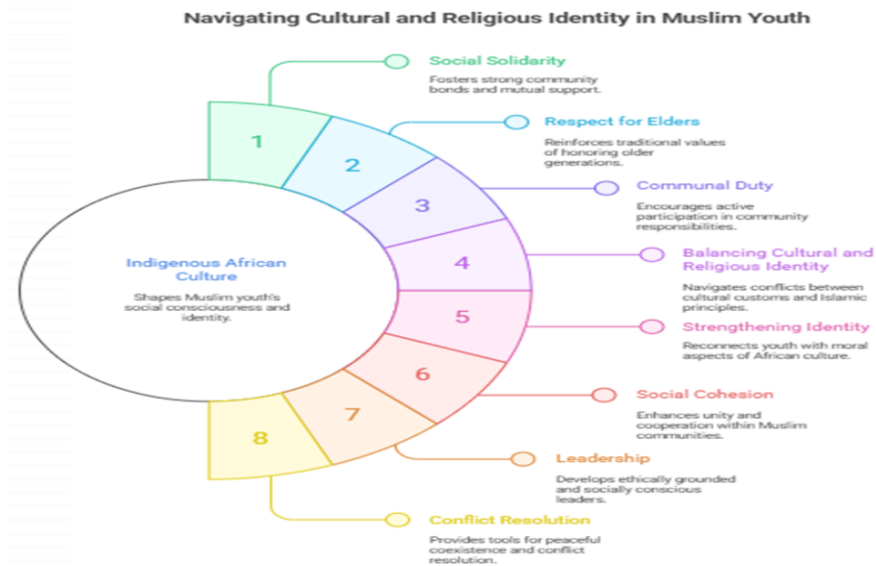 Navigating Cultural and Religious Identity in Muslim Youth
Indigenous African
Culture
Shapes Muslim youth's
social consciousness and
identity.
1
Social Solidarity
Fosters strong community
bonds and mutual support.
2
Respect for Elders
Reinforces traditional values
of honoring older
generations.
3
Communal Duty
Encourages active
participation in community
responsibilities.
4
Balancing Cultural and
Religious Identity
Navigates conflicts between
cultural customs and Islamic
principles.
5
Strengthening Identity
Reconnects youth with moral
aspects of African culture.
6
Social Cohesion
Enhances unity and
cooperation within Muslim
communities.
7
Leadership
Develops ethically grounded
and socially conscious
leaders.
8
Conflict Resolution
Provides tools for peaceful
coexistence and conflict
resolution.